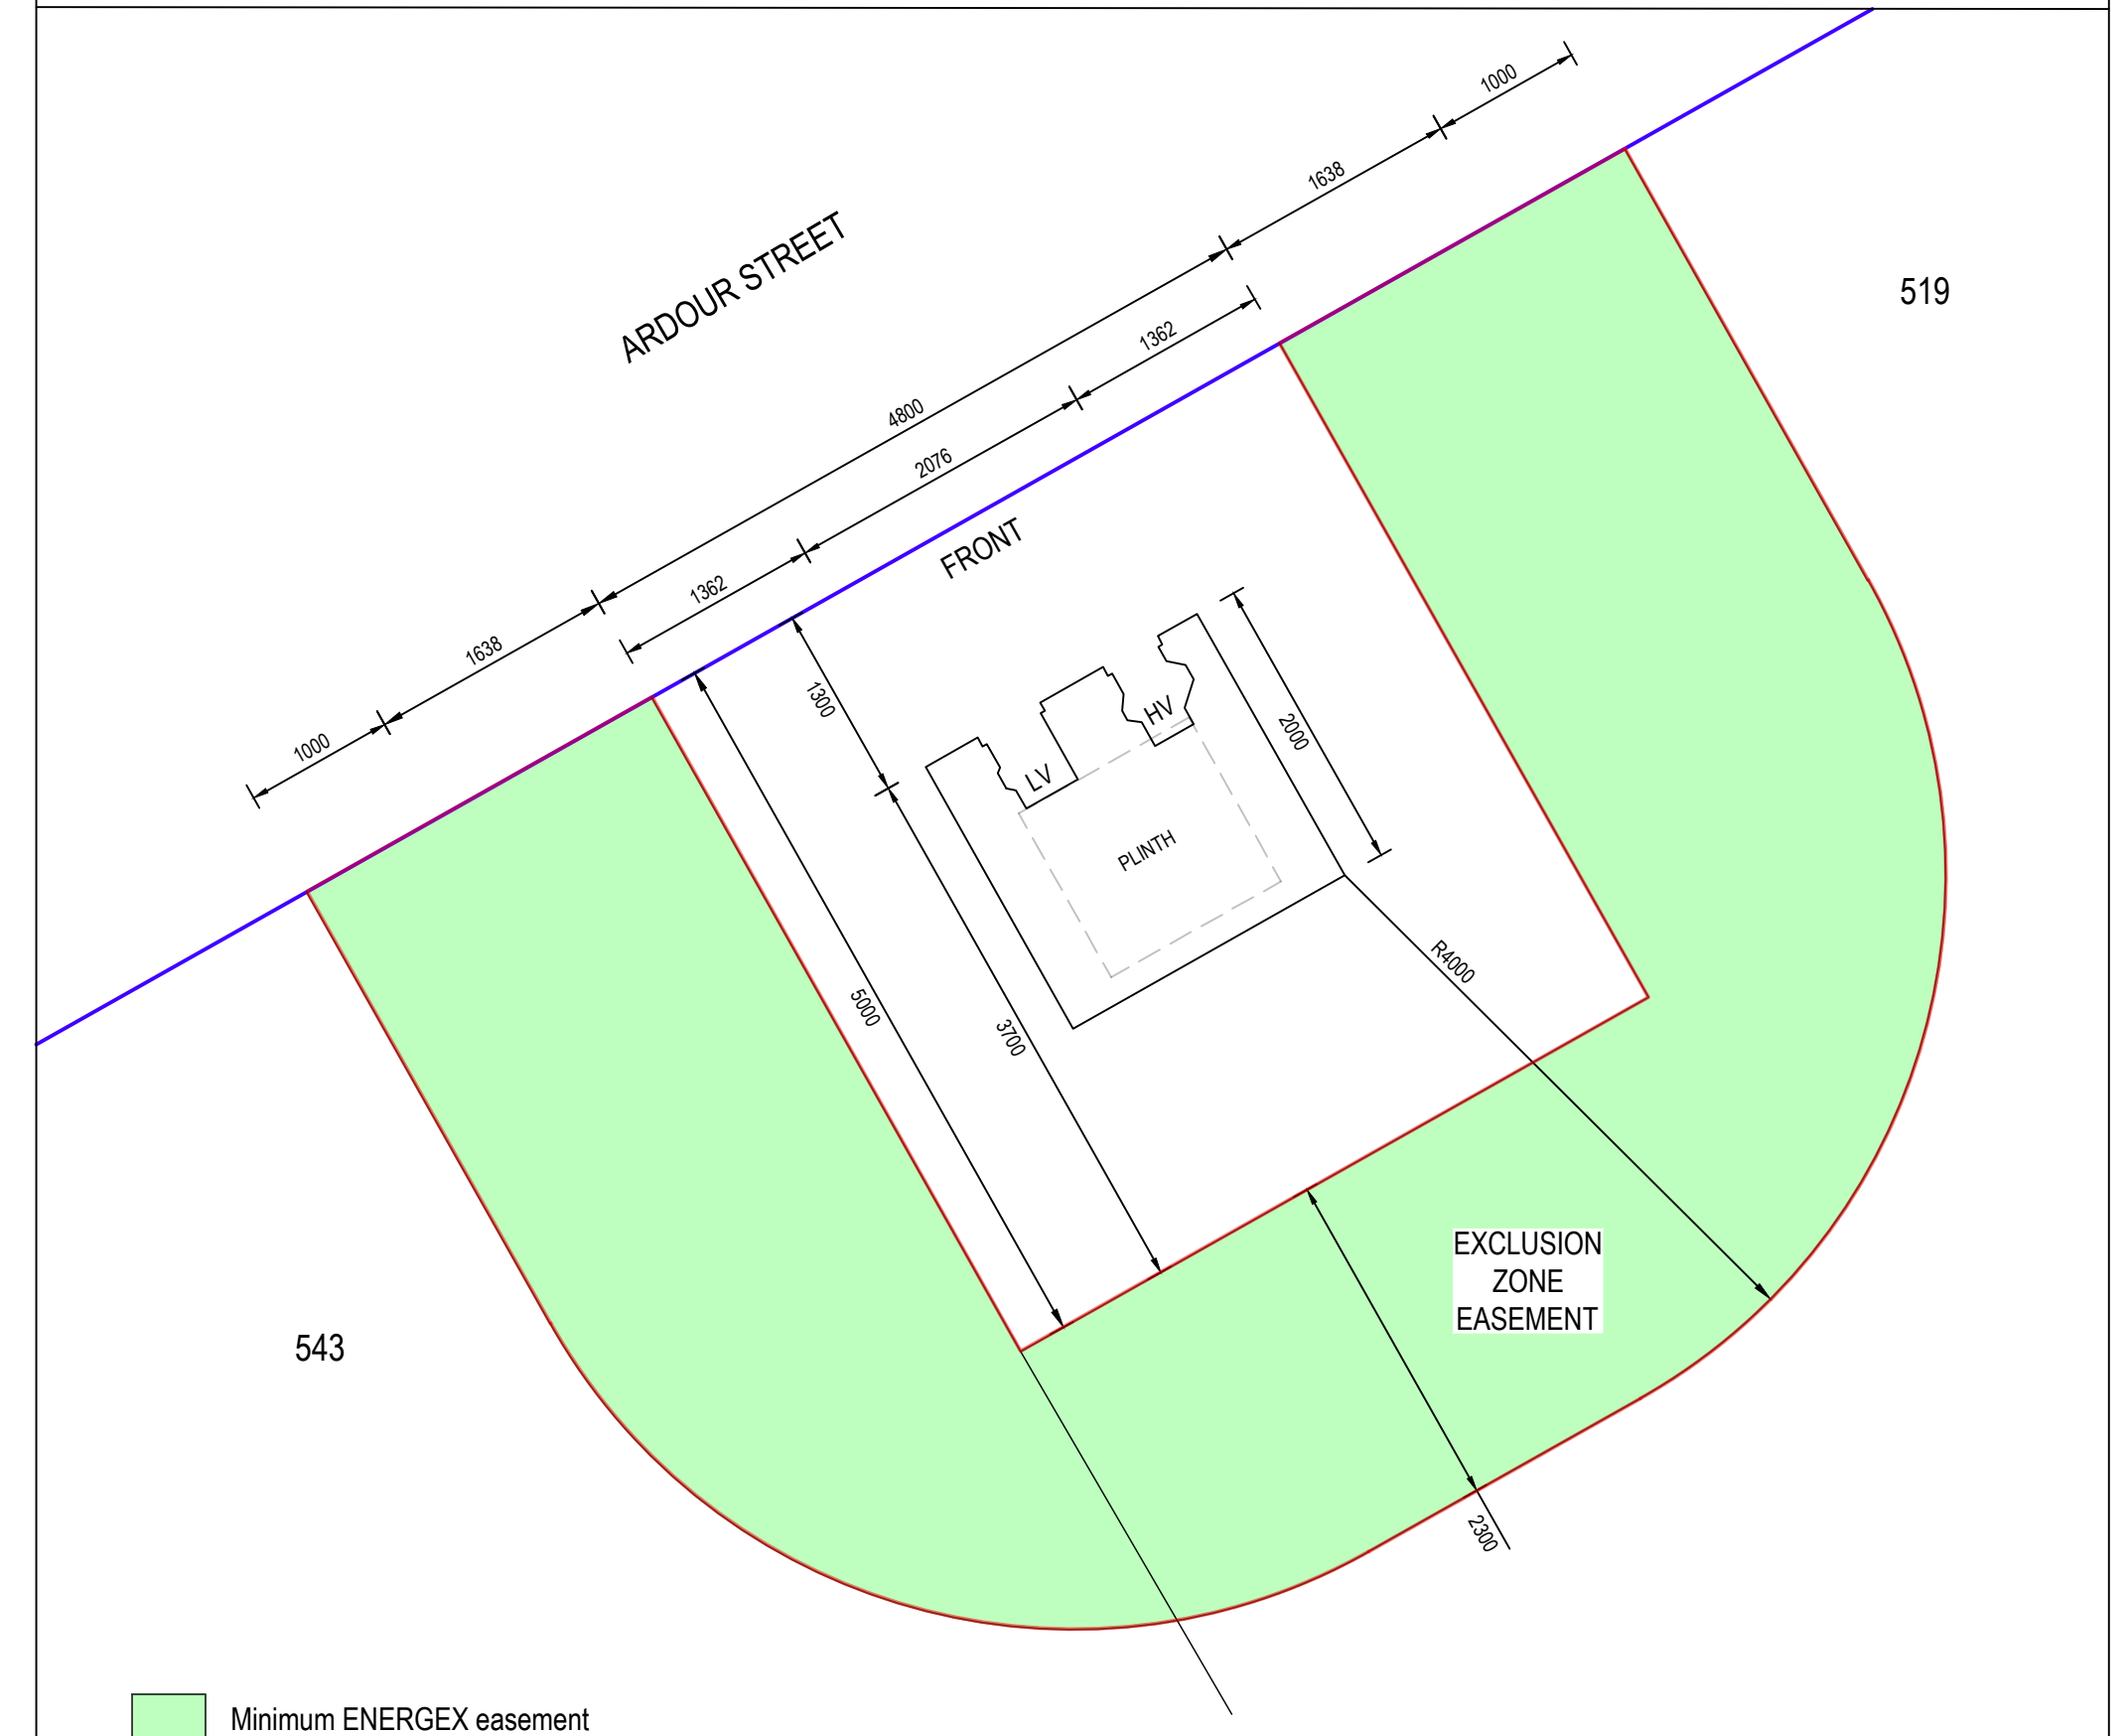 1000
1638
ARDOUR STREET
519
1362
4800
2076
FRONT
1362
1638
1000
1300
HV
2000
LV
PLINTH
R4000
5000
3700
EXCLUSION
ZONE
EASEMENT
543
2300
Minimum ENERGEX easement